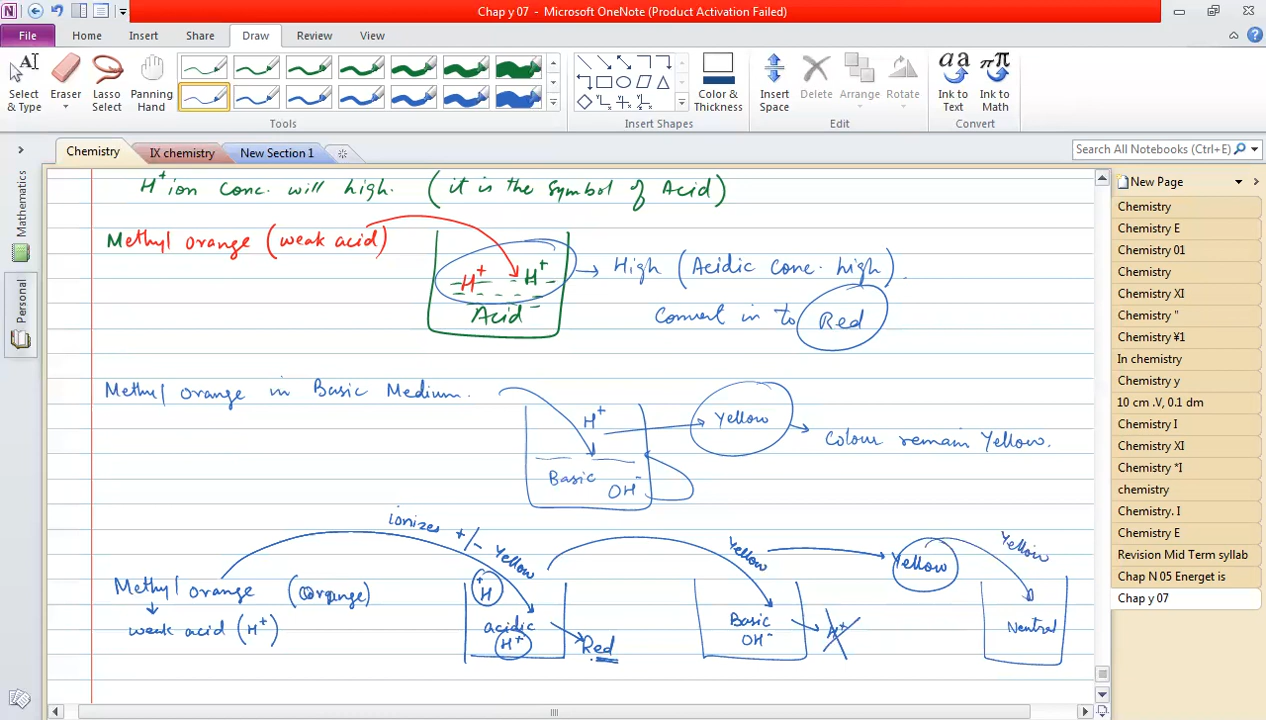 Chap y 07 - Microsoft OneNote (Product Activation Failed)
File Home Insert Share Draw Review View
Select & Type
Eraser
Lasso Select
Panning Hand
Color & Thickness
Insert Space
Delete
Arrange
Rotate
Ink to Text
Ink to Math
Tools
Insert Shapes
Edit
Convert
Chemistry
IX chemistry
New Section 1
Search All Notebooks (Ctrl+E)
Mathematics
Personal
H+ ion Conc. will high. (it is the Symbol of Acid)
Methyl orange (weak acid)
H+ H+
Acid
High (Acidic conc. high)
Convert in to Red
Methyl orange in Basic Medium.
H+
Basic
OH-
Yellow
Colour remain Yellow.
ionizes +/-
Yellow
Yellow
Yellow
Yellow
Methyl orange (orange)
weak acid (H+)
H+
acidic
H+
Red
Basic
OH-
H+
Neutral
New Page
Chemistry
Chemistry E
Chemistry 01
Chemistry
Chemistry XI
Chemistry "
Chemistry ¥1
In chemistry
Chemistry y
10 cm .V, 0.1 dm
Chemistry I
Chemistry XI
Chemistry *I
chemistry
Chemistry. I
Chemistry E
Revision Mid Term syllab
Chap N 05 Energet is
Chap y 07